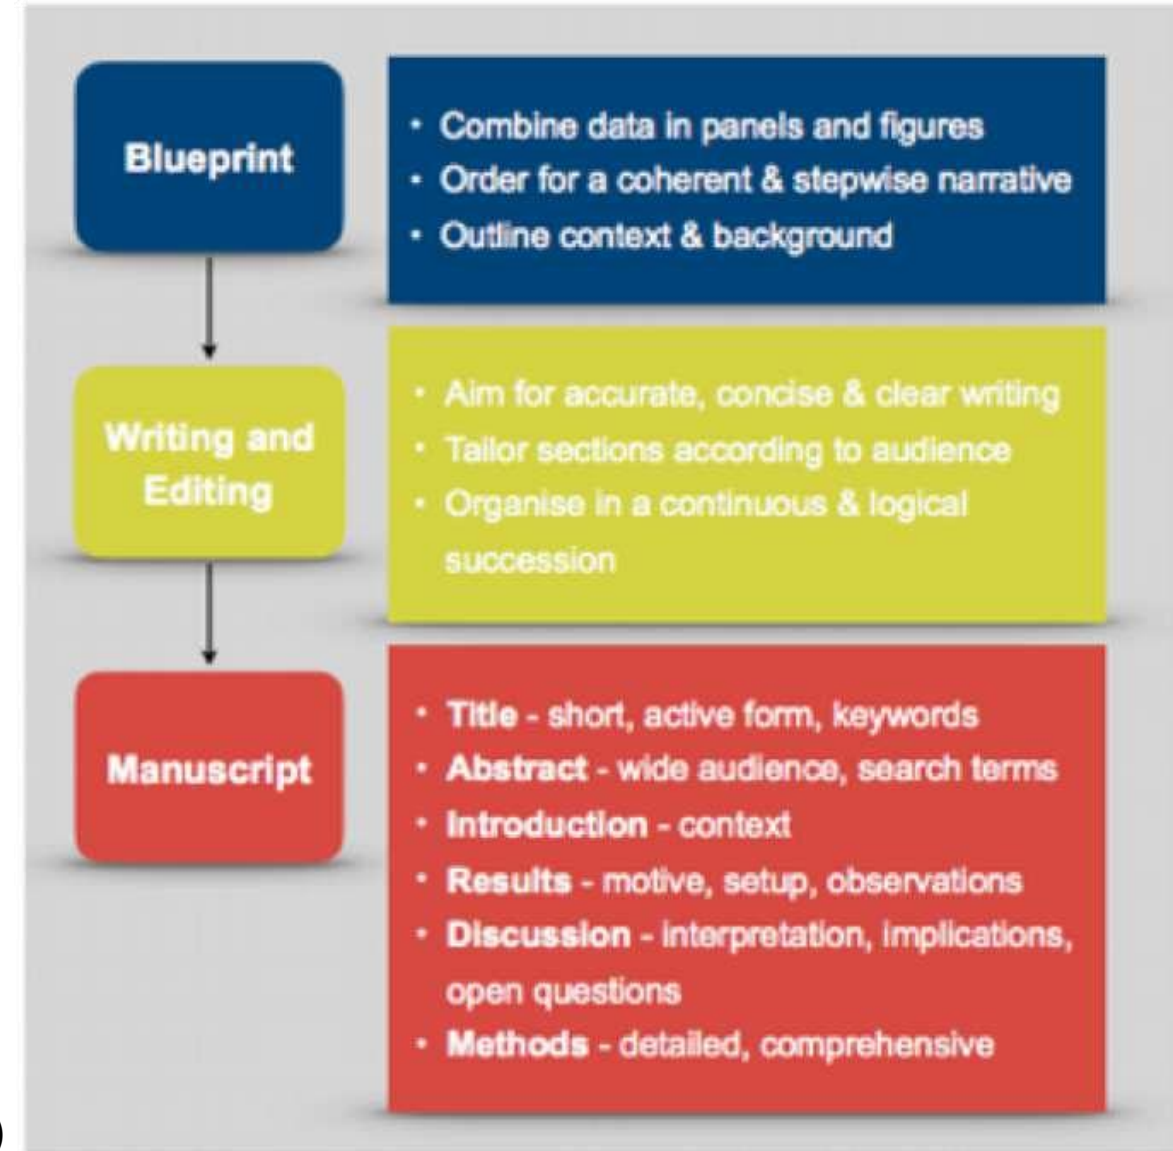 Blueprint
• Combine data in panels and figures
• Order for a coherent & stepwise narrative
• Outline context & background
Writing and
Editing
• Aim for accurate, concise & clear writing
• Tailor sections according to audience
• Organise in a continuous & logical
succession
Manuscript
• Title - short, active form, keywords
• Abstract - wide audience, search terms
• Introduction - context
• Results - motive, setup, observations
• Discussion - interpretation, implications,
open questions
• Methods - detailed, comprehensive
)